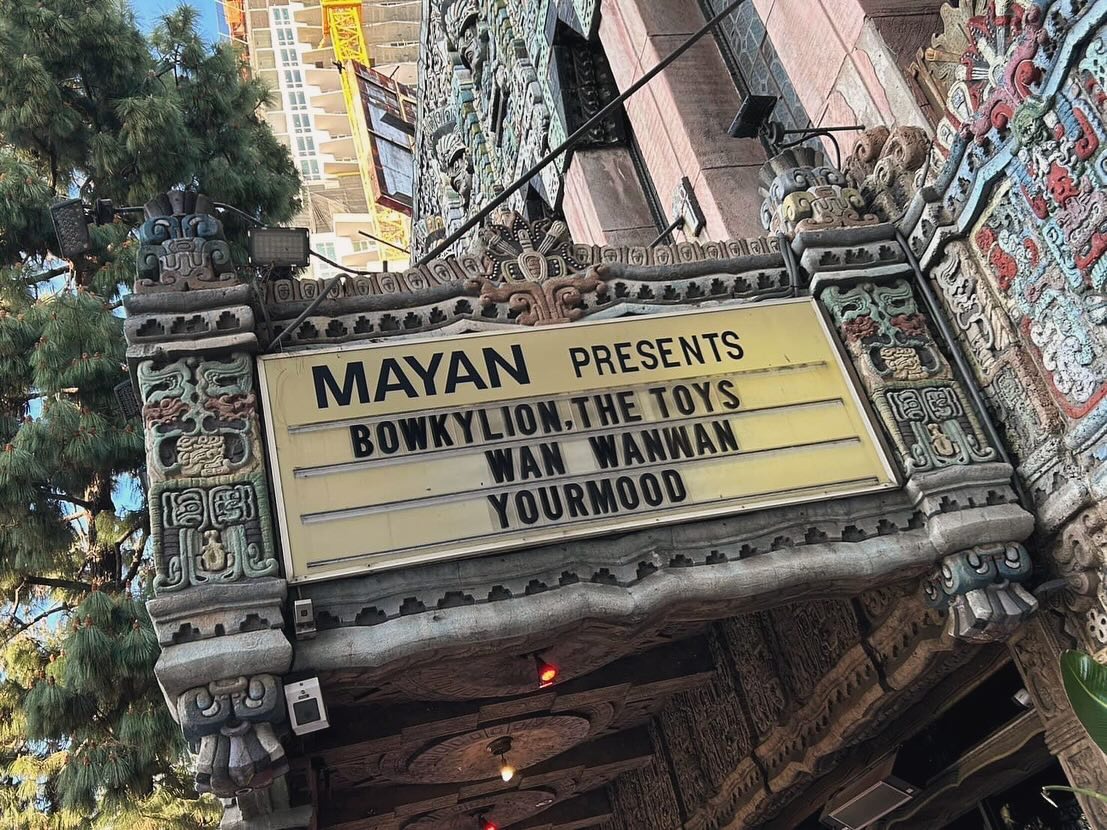 MAYAN PRESENTS
BOWKYLION,THE TOYS
WAN WANWAN
YOURMOOD